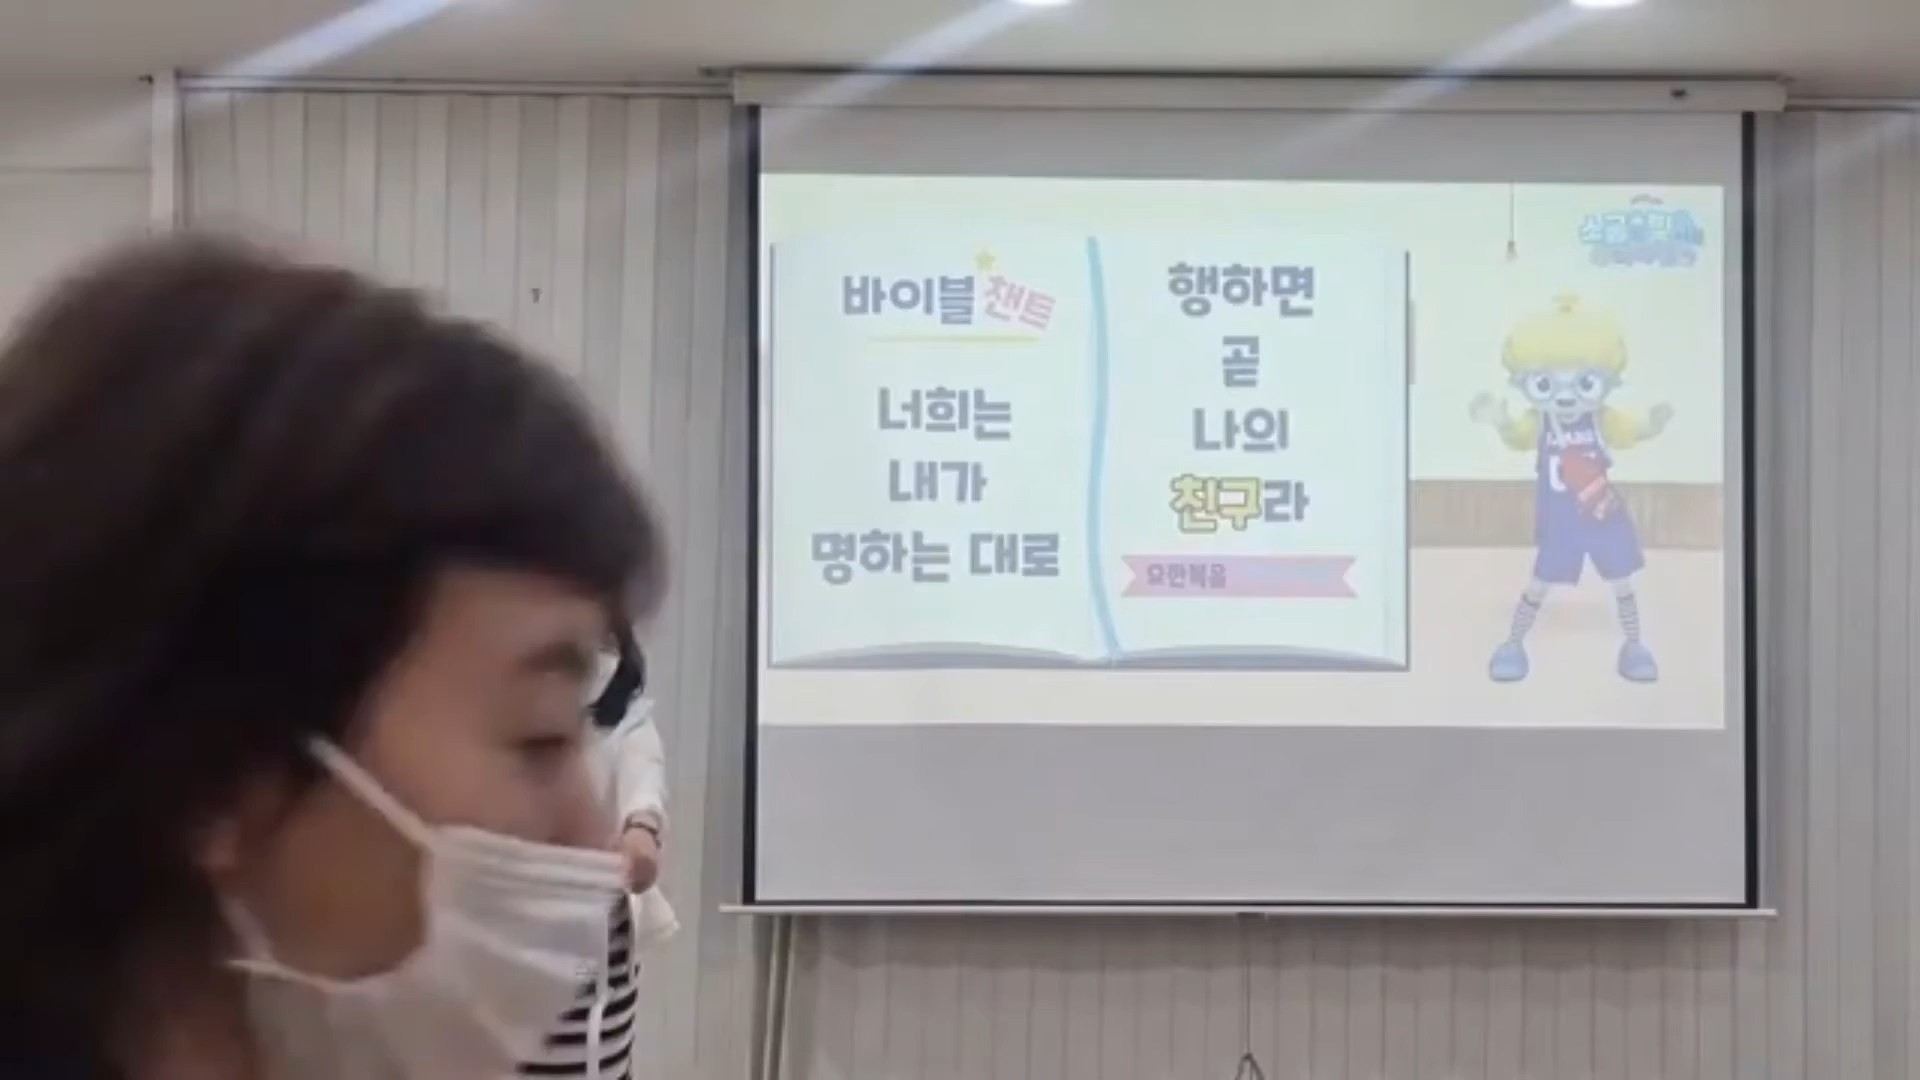 바이블 챈트
너희는
내가
명하는 대로
행하면
곧
나의
친구라
요한복음